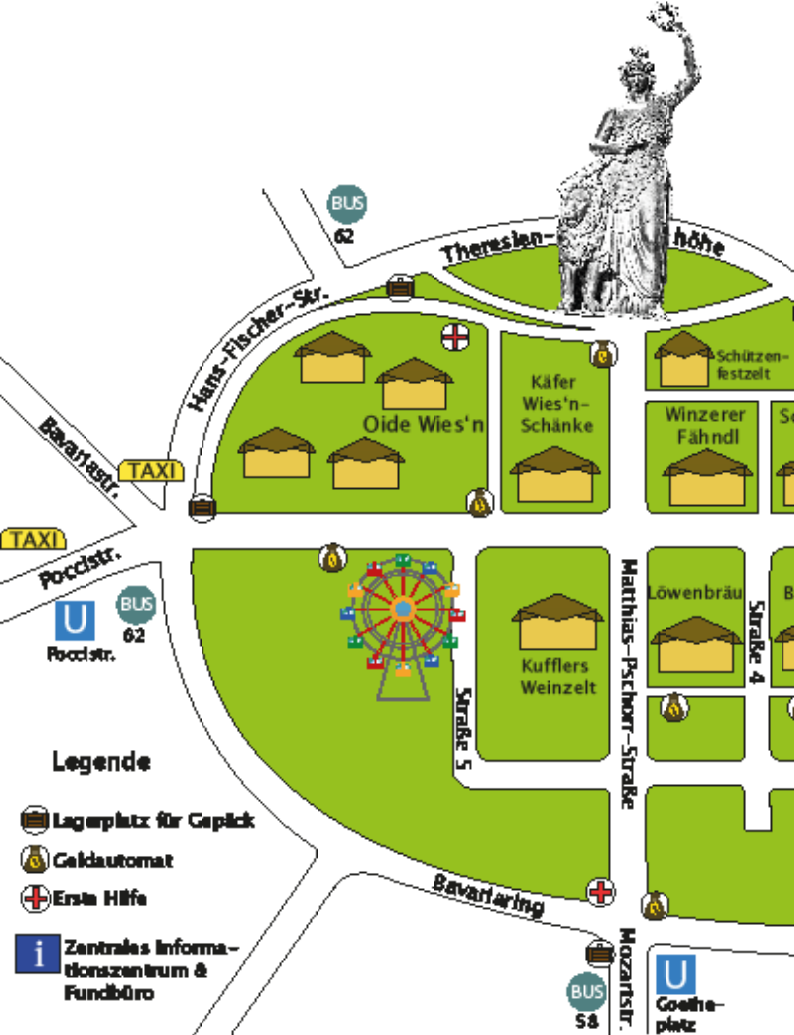 BUS
62
Theresien-
höhe
Hans-Fischer-Str.
Schützen-
festzelt
Käfer
Wies'n-
Schänke
Winzerer
Fähndl
Oide Wies'n
Bavariastr.
TAXI
TAXI
Poccistr.
BUS
62
U
Poccistr.
Löwenbräu
B
Matthias-Pschorr-Straße
Straße 4
Kufflers
Weinzelt
Straße 5
Legende
Lagerplatz für Gepäck
Geldautomat
Erste Hilfe
i
Zentrales Informa-
tionszentrum &
Fundbüro
Bavariaring
Mozartstr.
BUS
58
U
Goethe-
platz